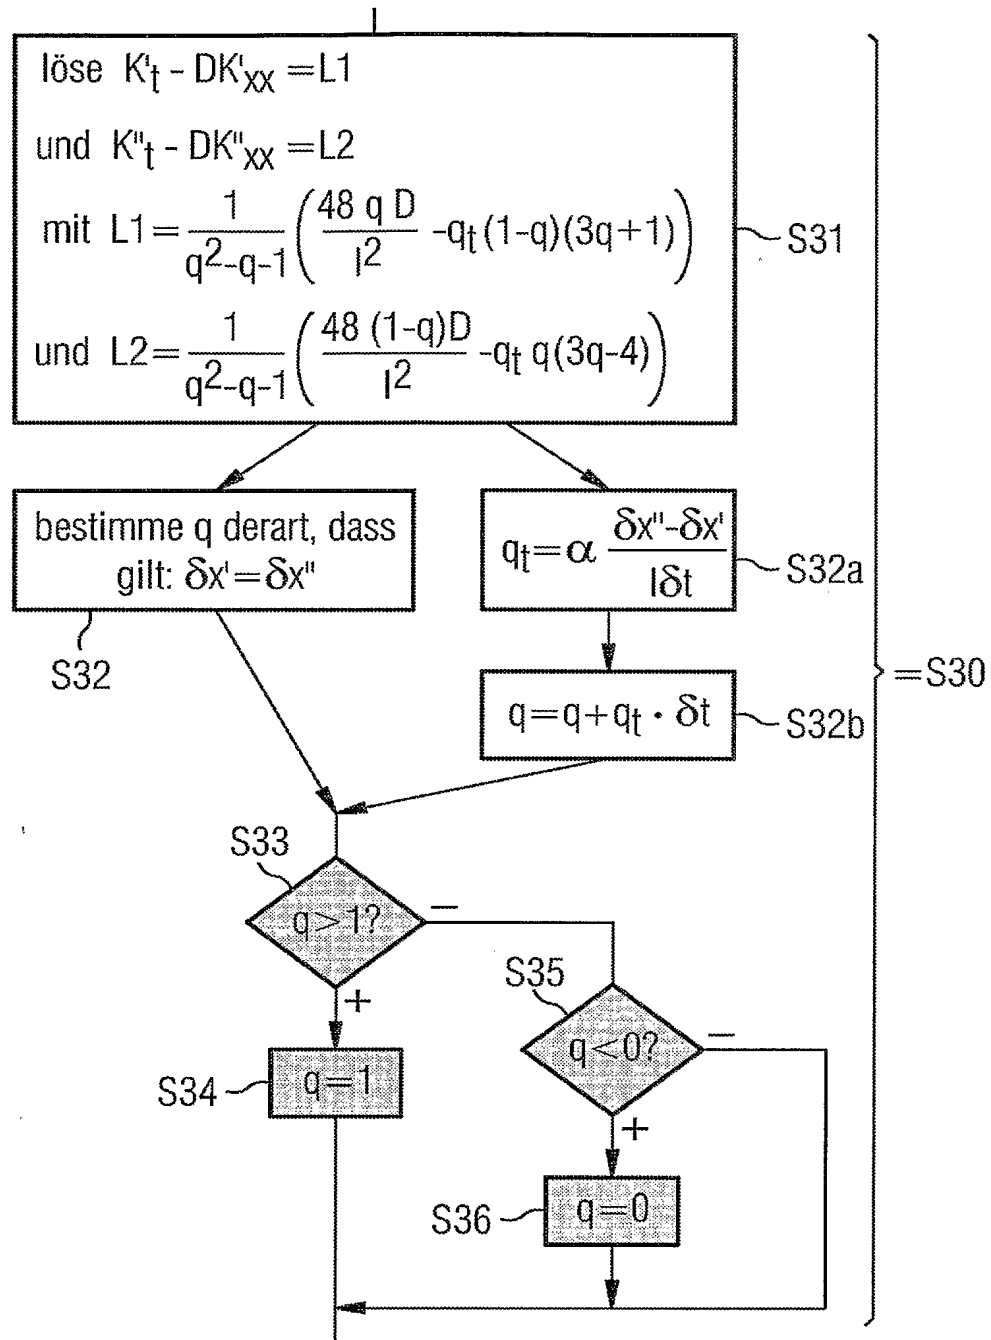 löse K't - DK'xx = L1
und K"t - DK"xx = L2
mit L1 = 1/(q²-q-1) (48 q D/l² - qt (1-q)(3q+1))
S31
und L2 = 1/(q²-q-1) (48 (1-q)D/l² - qt q(3q-4))
bestimme q derart, dass
gilt: δx' = δx"
S32
qt = α (δx"-δx')/(lδt)
S32a
=S30
q = q + qt · δt
S32b
S33
q > 1?
−
+
S35
q < 0?
−
+
S34
q = 1
S36
q = 0